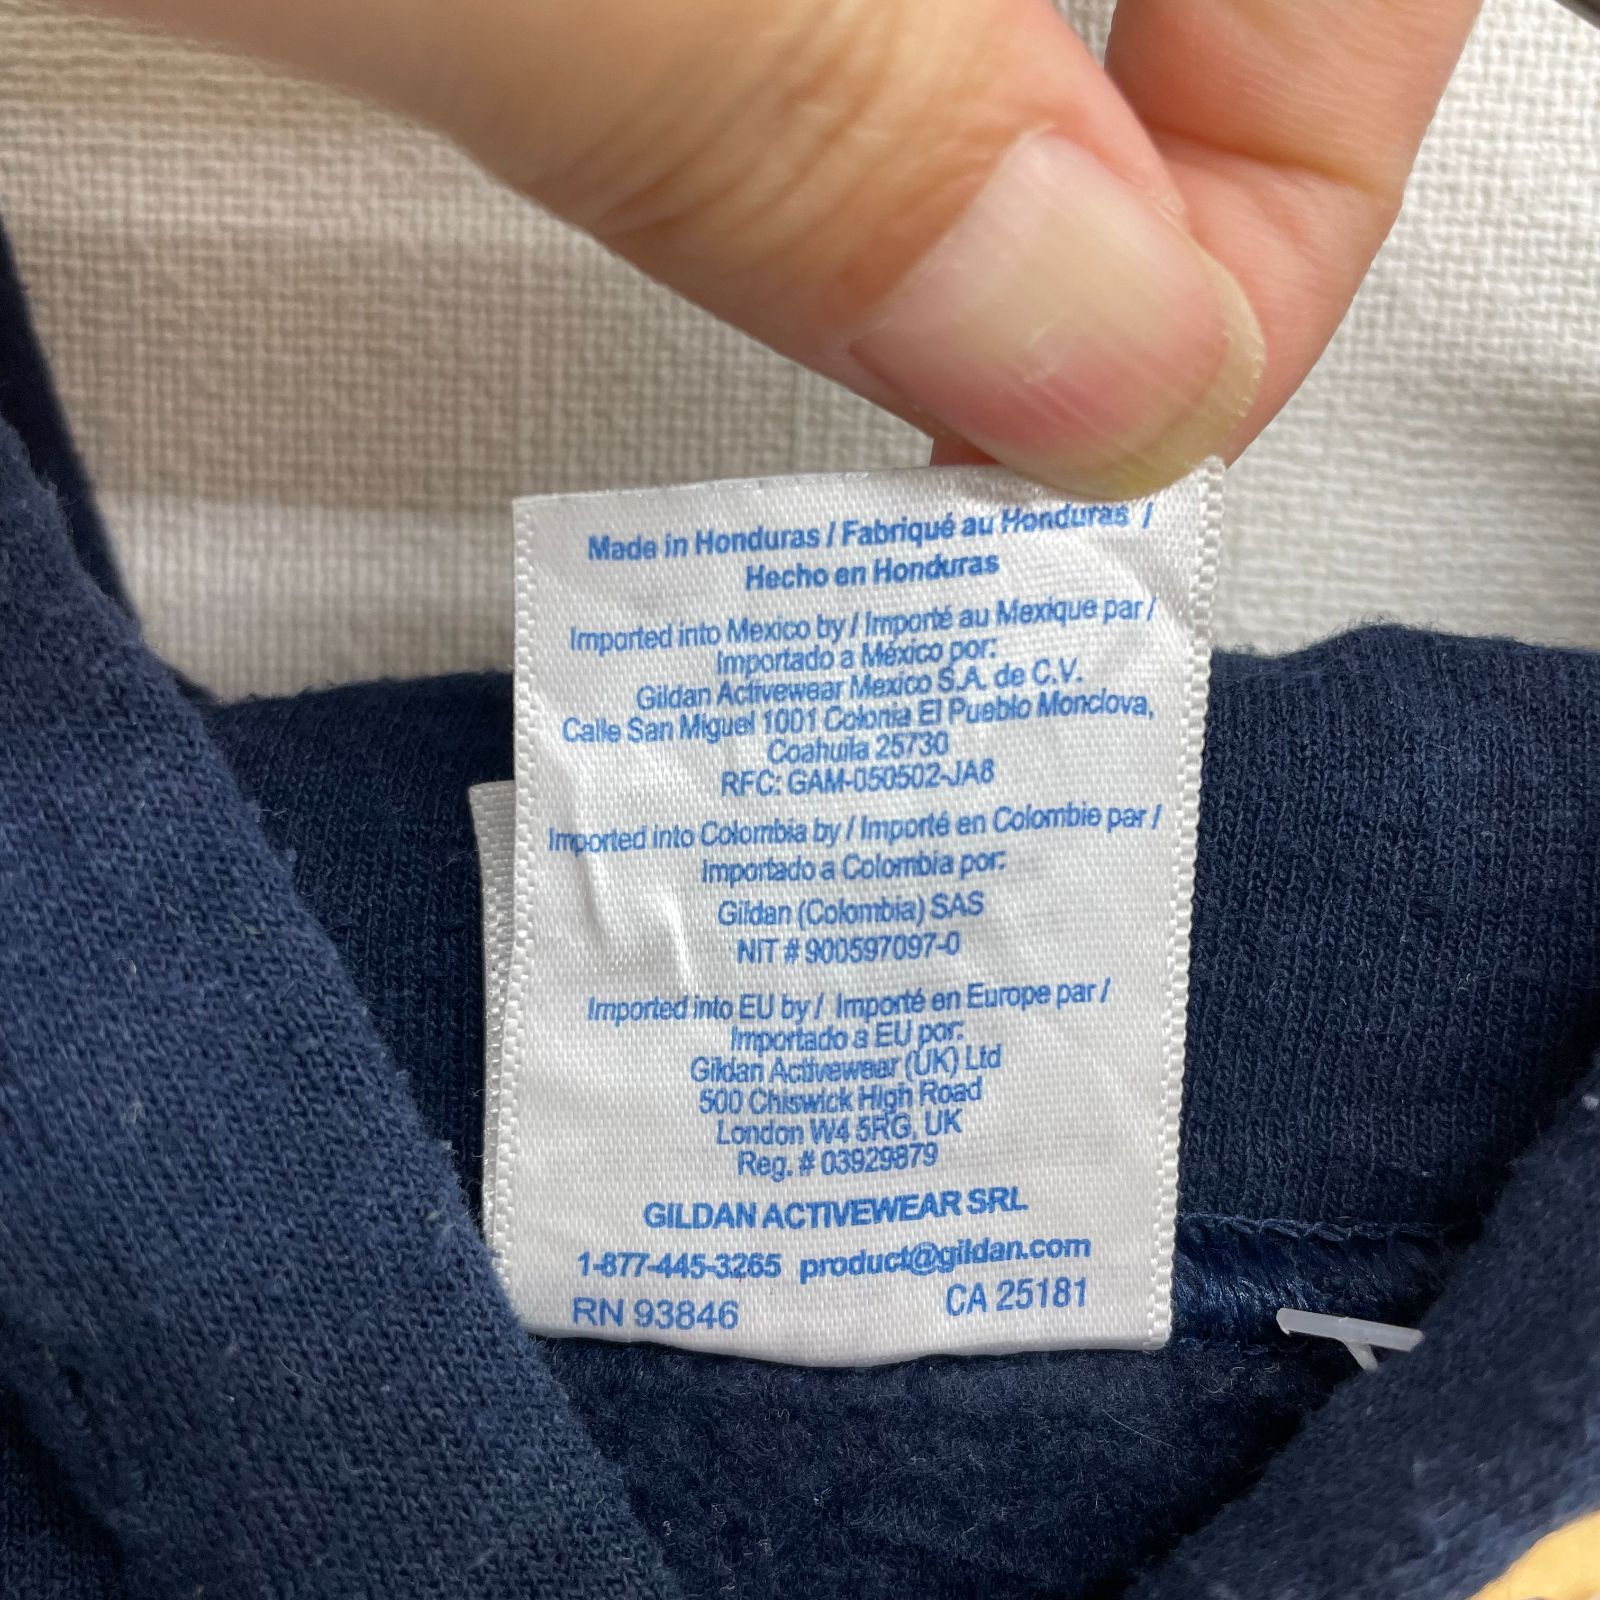 Made in Honduras / Fabriqué au Honduras /
Hecho en Honduras
Imported into Mexico by / Importé au Mexique par /
Importado a México por:
Gildan Activewear Mexico S.A. de C.V.
Calle San Miguel 1001 Colonia El Pueblo Monclova,
Coahuila 25730
RFC: GAM-050502-JA8
Imported into Colombia by / Importé en Colombie par /
Importado a Colombia por:
Gildan (Colombia) SAS
NIT # 900597097-0
Imported into EU by / Importé en Europe par /
Importado a EU por:
Gildan Activewear (UK) Ltd
500 Chiswick High Road
London W4 5RG, UK
Reg. # 03929879
GILDAN ACTIVEWEAR SRL
1-877-445-3265 product@gildan.com
RN 93846 CA 25181